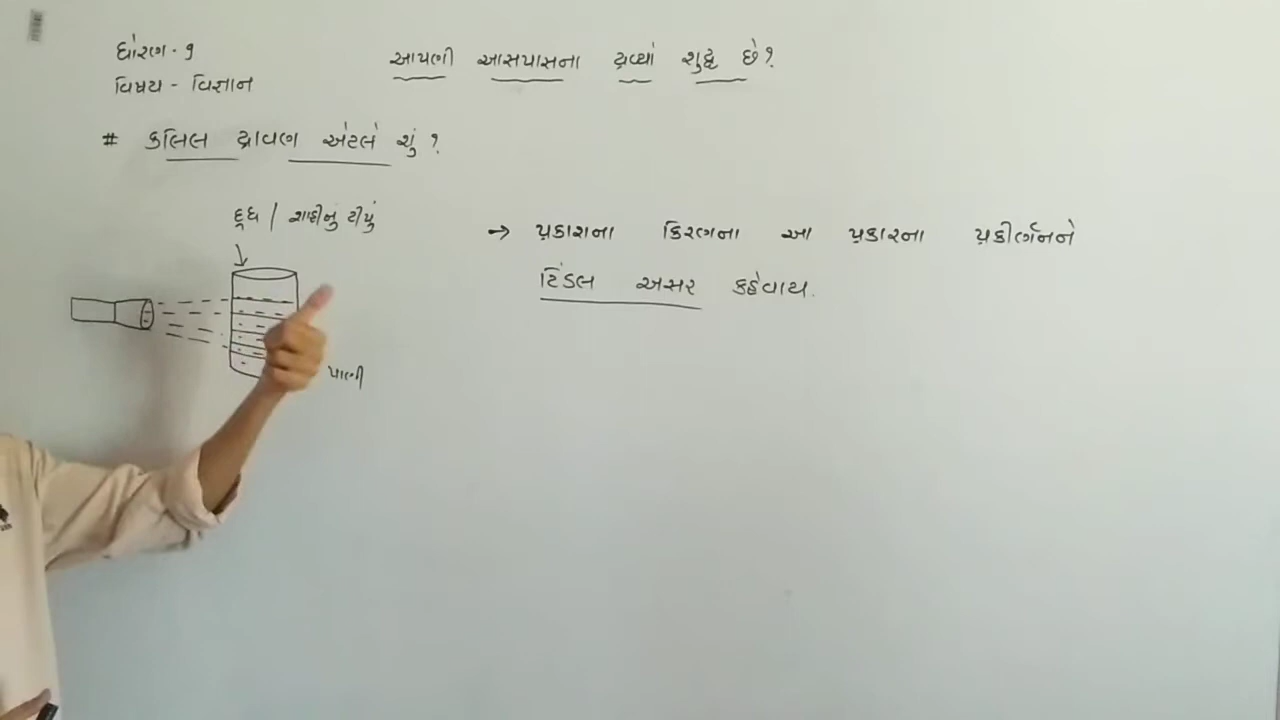 ધોરણ - ૧
આપણી આસપાસના દ્રવ્યો શુદ્ધ છે?
વિષય - વિજ્ઞાન
# કલિલ દ્રાવણ એટલે શું ?
દૂધ / શાહીનું ટીપું
→ પ્રકાશના કિરણના આ પ્રકારના પ્રકીર્ણનને
ટિંડલ અસર કહેવાય.
પાણી